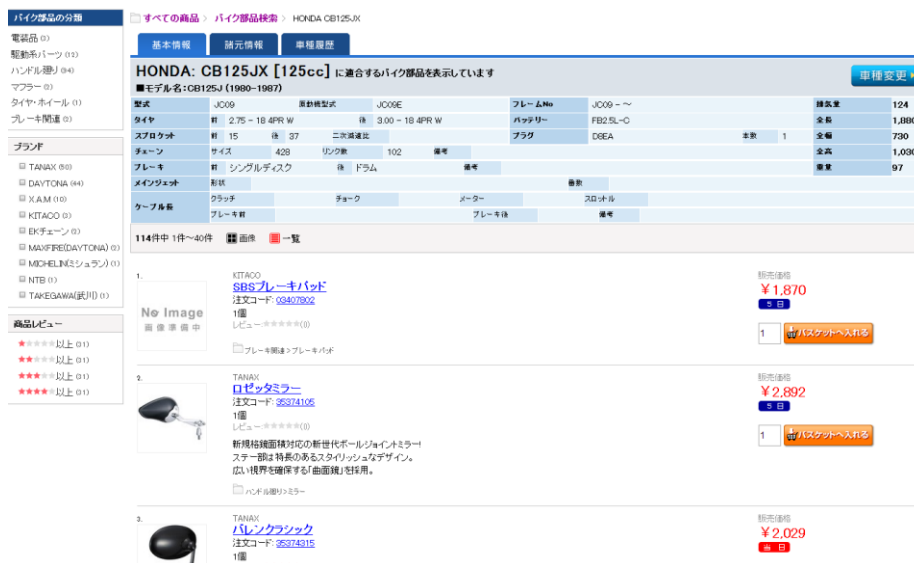 バイク部品の分類
電装品 (3)
駆動系パーツ (12)
ハンドル廻り (94)
マフラー (2)
タイヤ・ホイール (1)
ブレーキ関連 (2)
ブランド
TANAX (50)
DAYTONA (44)
X.A.M (10)
KITACO (3)
EKチェーン (2)
MAXFIRE(DAYTONA) (2)
MICHELIN(ミシュラン) (1)
NTB (1)
TAKEGAWA(武川) (1)
商品レビュー
★★★★★以上 (31)
★★★★★以上 (31)
★★★★★以上 (31)
★★★★★以上 (31)
すべての商品 > バイク部品検索 > HONDA CB125JX
基本情報 諸元情報 車種履歴
HONDA: CB125JX [125cc] に適合するバイク部品を表示しています
車種変更
■モデル名:CB125J (1980-1987)
型式 JC09 原動機型式 JC09E フレームNo JC09-~ 排気量 124
タイヤ 前 2.75 - 18 4PR W 後 3.00 - 18 4PR W バッテリー FB2.5L-C 全長 1,880
スプロケット 前 15 後 37 二次減速比 プラグ D8EA 本数 1 全幅 730
チェーン サイズ 428 リンク数 102 備考 全高 1,030
ブレーキ 前 シングルディスク 後 ドラム 備考 重量 97
メインジェット 形状 番数
ケーブル長 クラッチ チョーク メーター スロットル
ブレーキ前 ブレーキ後 備考
114件中 1件~40件 画像 一覧
1.
No Image
画像準備中
KITACO
SBSブレーキパッド
注文コード: 03407802
1個
レビュー:★★★★★(0)
ブレーキ関連>ブレーキパッド
販売価格
¥1,870
5 日
1 バスケットへ入れる
2.
TANAX
ロゼッタミラー
注文コード: 35374105
1個
レビュー:★★★★★(0)
新規格鏡面積対応の新世代ボールジョイントミラー!
ステー部は特長のあるスタイリッシュなデザイン。
広い視界を確保する「曲面鏡」を採用。
ハンドル廻り>ミラー
販売価格
¥2,892
5 日
1 バスケットへ入れる
3.
TANAX
バレンクラシック
注文コード: 35374315
1個
販売価格
¥2,029
当 日